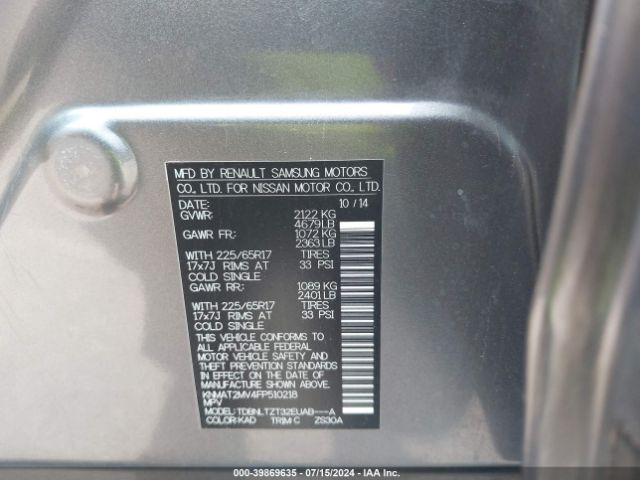 MFD BY RENAULT SAMSUNG MOTORS
CO., LTD. FOR NISSAN MOTOR CO., LTD.
DATE: 10 / 14
GVWR: 2122 KG
4679 LB
GAWR FR: 1072 KG
2363 LB
WITH 225/65R17 TIRES
17x7J RIMS AT 33 PSI
COLD SINGLE
GAWR RR: 1089 KG
2401 LB
WITH 225/65R17 TIRES
17x7J RIMS AT 33 PSI
COLD SINGLE
THIS VEHICLE CONFORMS TO
ALL APPLICABLE FEDERAL
MOTOR VEHICLE SAFETY AND
THEFT PREVENTION STANDARDS
IN EFFECT ON THE DATE OF
MANUFACTURE SHOWN ABOVE.
KNMAT2MV4FP510218
MPV
MODEL: TDBNLTZT32EUAB---A
COLOR: KAD TRIM: C ZS30A
000-39869635 - 07/15/2024 - IAA Inc.